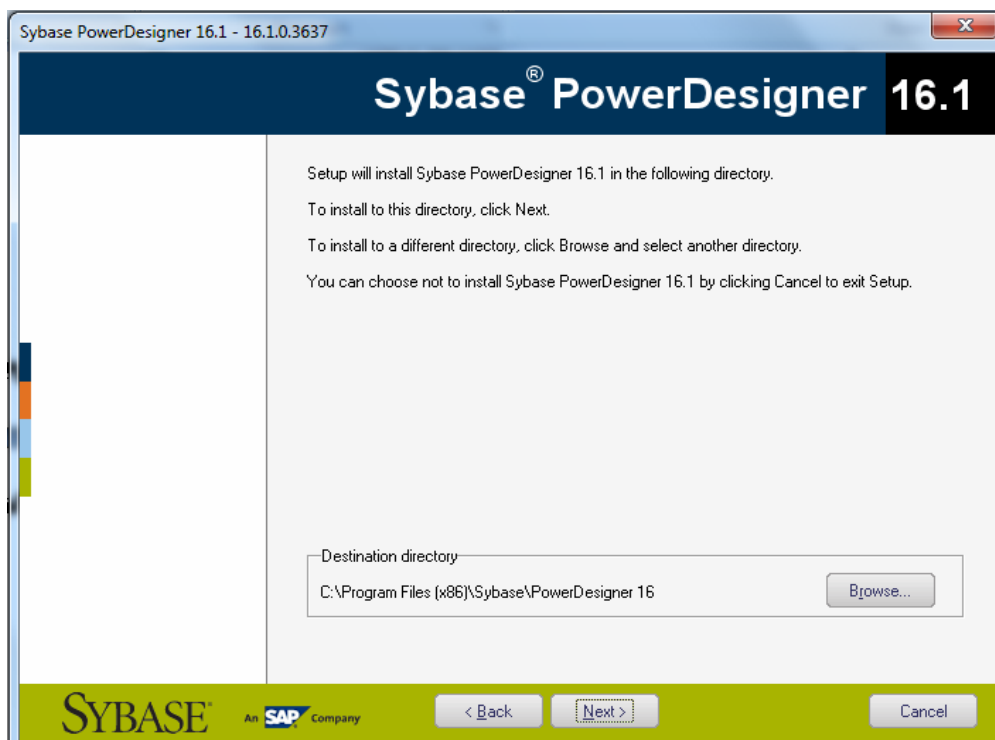 Sybase PowerDesigner 16.1 - 16.1.0.3637
Sybase® PowerDesigner 16.1
Setup will install Sybase PowerDesigner 16.1 in the following directory.
To install to this directory, click Next.
To install to a different directory, click Browse and select another directory.
You can choose not to install Sybase PowerDesigner 16.1 by clicking Cancel to exit Setup.
Destination directory
C:\Program Files (x86)\Sybase\PowerDesigner 16
Browse...
SYBASE® An SAP Company
< Back
Next >
Cancel